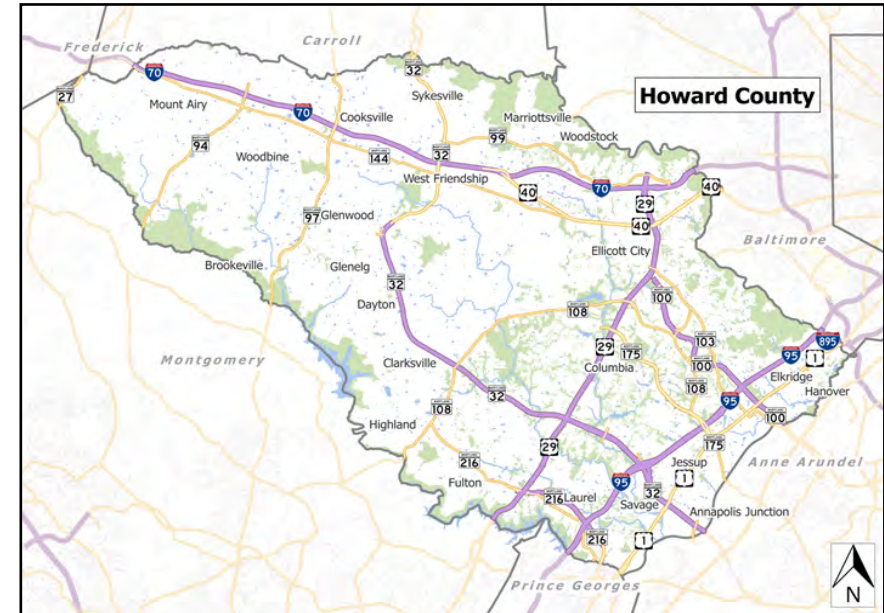 Frederick
Carroll
Howard County
70
MARYLAND
32
27
Mount Airy
Sykesville
70
Cooksville
Marriottsville
94
99
Woodstock
Woodbine
144
32
West Friendship
40
70
40
29
97
Glenwood
40
Ellicott City
Baltimore
Brookeville
Glenelg
32
100
Dayton
108
103
895
Montgomery
29
175
95
1
Clarksville
Columbia
100
Elkridge
108
Hanover
32
95
108
100
Highland
29
175
216
Jessup
Anne Arundel
Fulton
95
1
216
Laurel
32
Savage
Annapolis Junction
216
1
Prince Georges
N